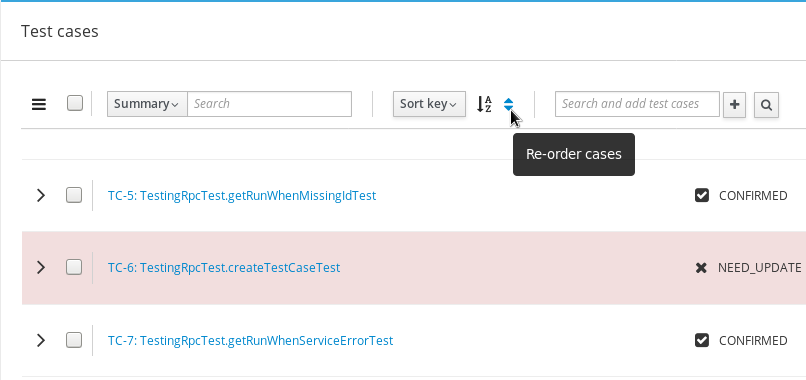 Test cases
Summary Search Sort key A Z Search and add test cases
Re-order cases
TC-5: TestingRpcTest.getRunWhenMissingIdTest CONFIRMED
TC-6: TestingRpcTest.createTestCaseTest NEED_UPDATE
TC-7: TestingRpcTest.getRunWhenServiceErrorTest CONFIRMED